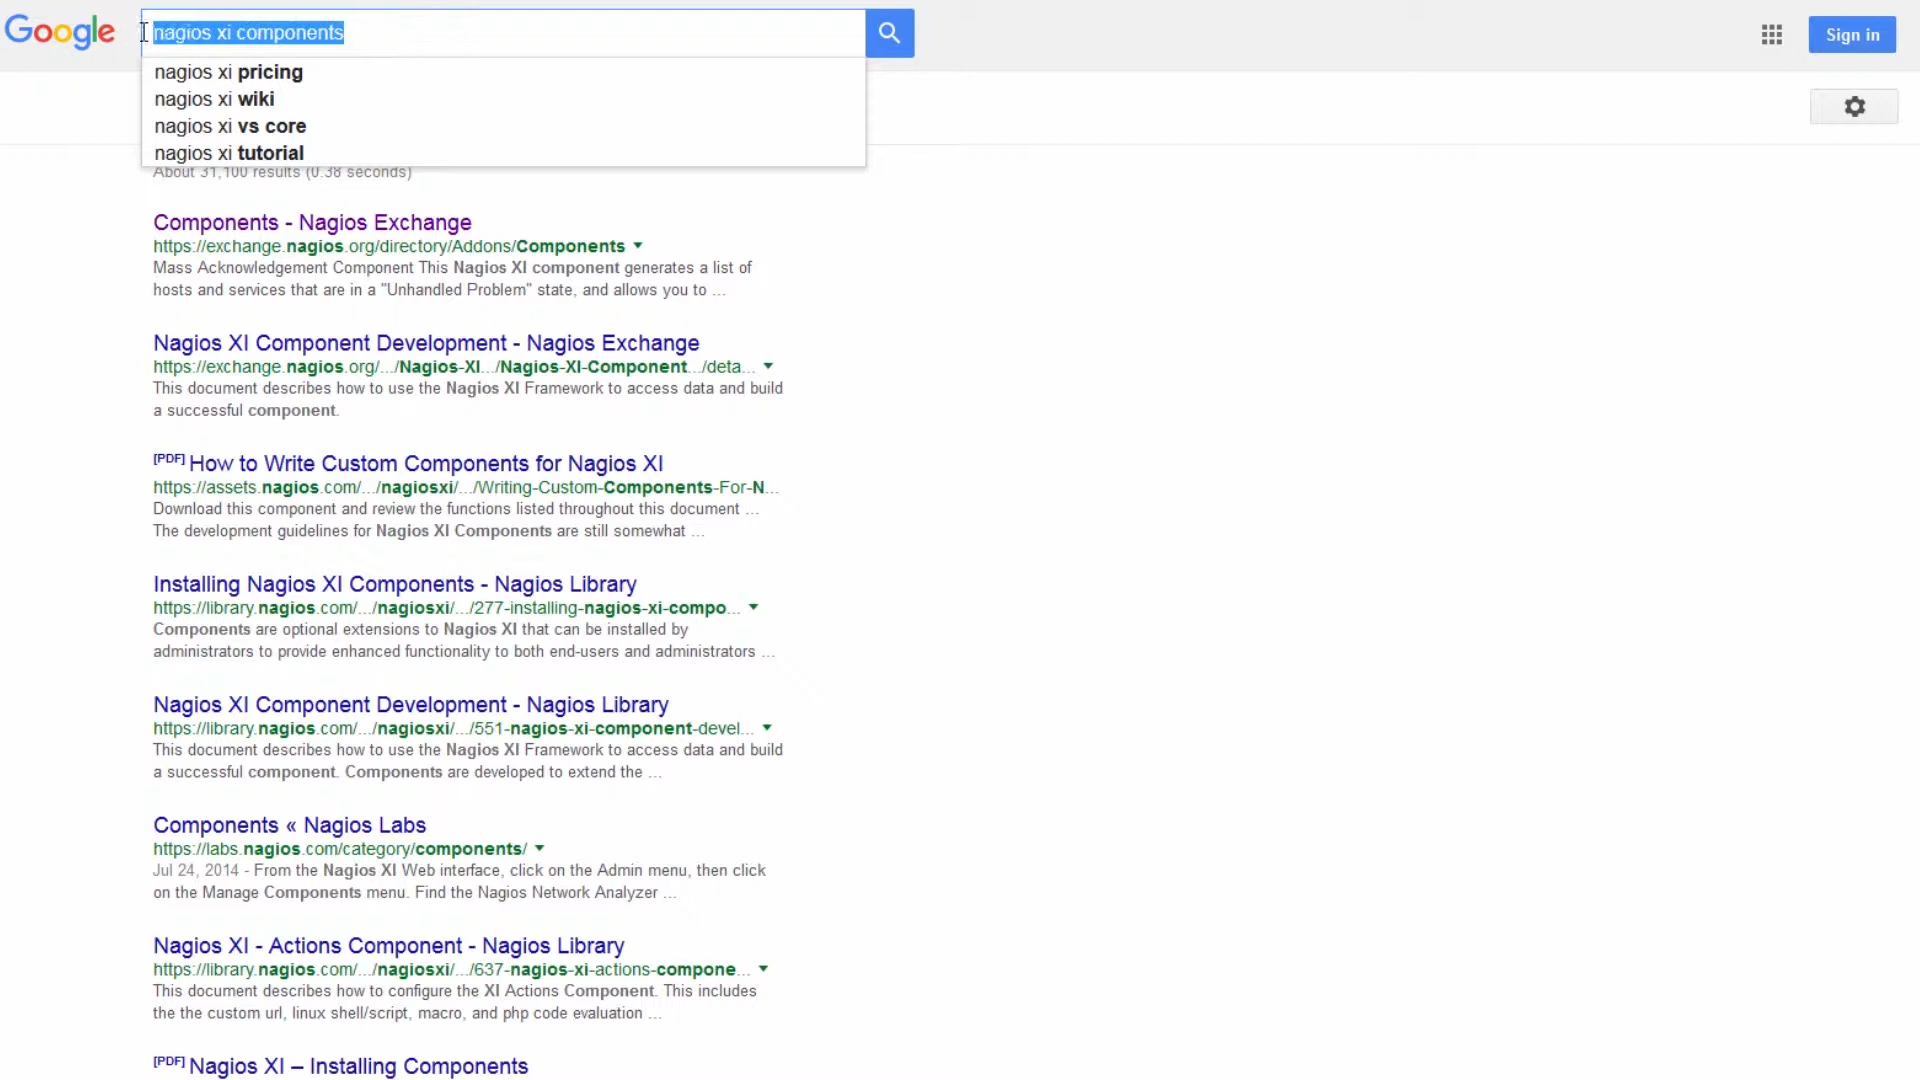 Google
nagios xi components
Sign in
nagios xi pricing
nagios xi wiki
nagios xi vs core
nagios xi tutorial
About 31,100 results (0.38 seconds)
Components - Nagios Exchange
https://exchange.nagios.org/directory/Addons/Components
Mass Acknowledgement Component This Nagios XI component generates a list of
hosts and services that are in a "Unhandled Problem" state, and allows you to ...
Nagios XI Component Development - Nagios Exchange
https://exchange.nagios.org/.../Nagios-XI.../Nagios-XI-Component.../deta...
This document describes how to use the Nagios XI Framework to access data and build
a successful component.
[PDF] How to Write Custom Components for Nagios XI
https://assets.nagios.com/.../nagiosxi/.../Writing-Custom-Components-For-N...
Download this component and review the functions listed throughout this document ...
The development guidelines for Nagios XI Components are still somewhat ...
Installing Nagios XI Components - Nagios Library
https://library.nagios.com/.../nagiosxi/.../277-installing-nagios-xi-compo...
Components are optional extensions to Nagios XI that can be installed by
administrators to provide enhanced functionality to both end-users and administrators ...
Nagios XI Component Development - Nagios Library
https://library.nagios.com/.../nagiosxi/.../551-nagios-xi-component-devel...
This document describes how to use the Nagios XI Framework to access data and build
a successful component. Components are developed to extend the ...
Components « Nagios Labs
https://labs.nagios.com/category/components/
Jul 24, 2014 - From the Nagios XI Web interface, click on the Admin menu, then click
on the Manage Components menu. Find the Nagios Network Analyzer ...
Nagios XI - Actions Component - Nagios Library
https://library.nagios.com/.../nagiosxi/.../637-nagios-xi-actions-compone...
This document describes how to configure the XI Actions Component. This includes
the the custom url, linux shell/script, macro, and php code evaluation ...
[PDF] Nagios XI – Installing Components